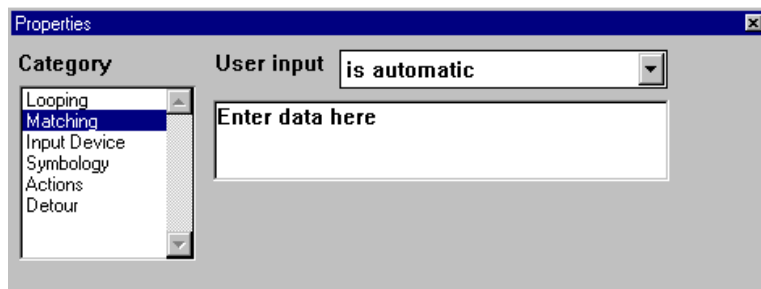 Properties
Category
User input
is automatic
Looping
Matching
Input Device
Symbology
Actions
Detour
Enter data here